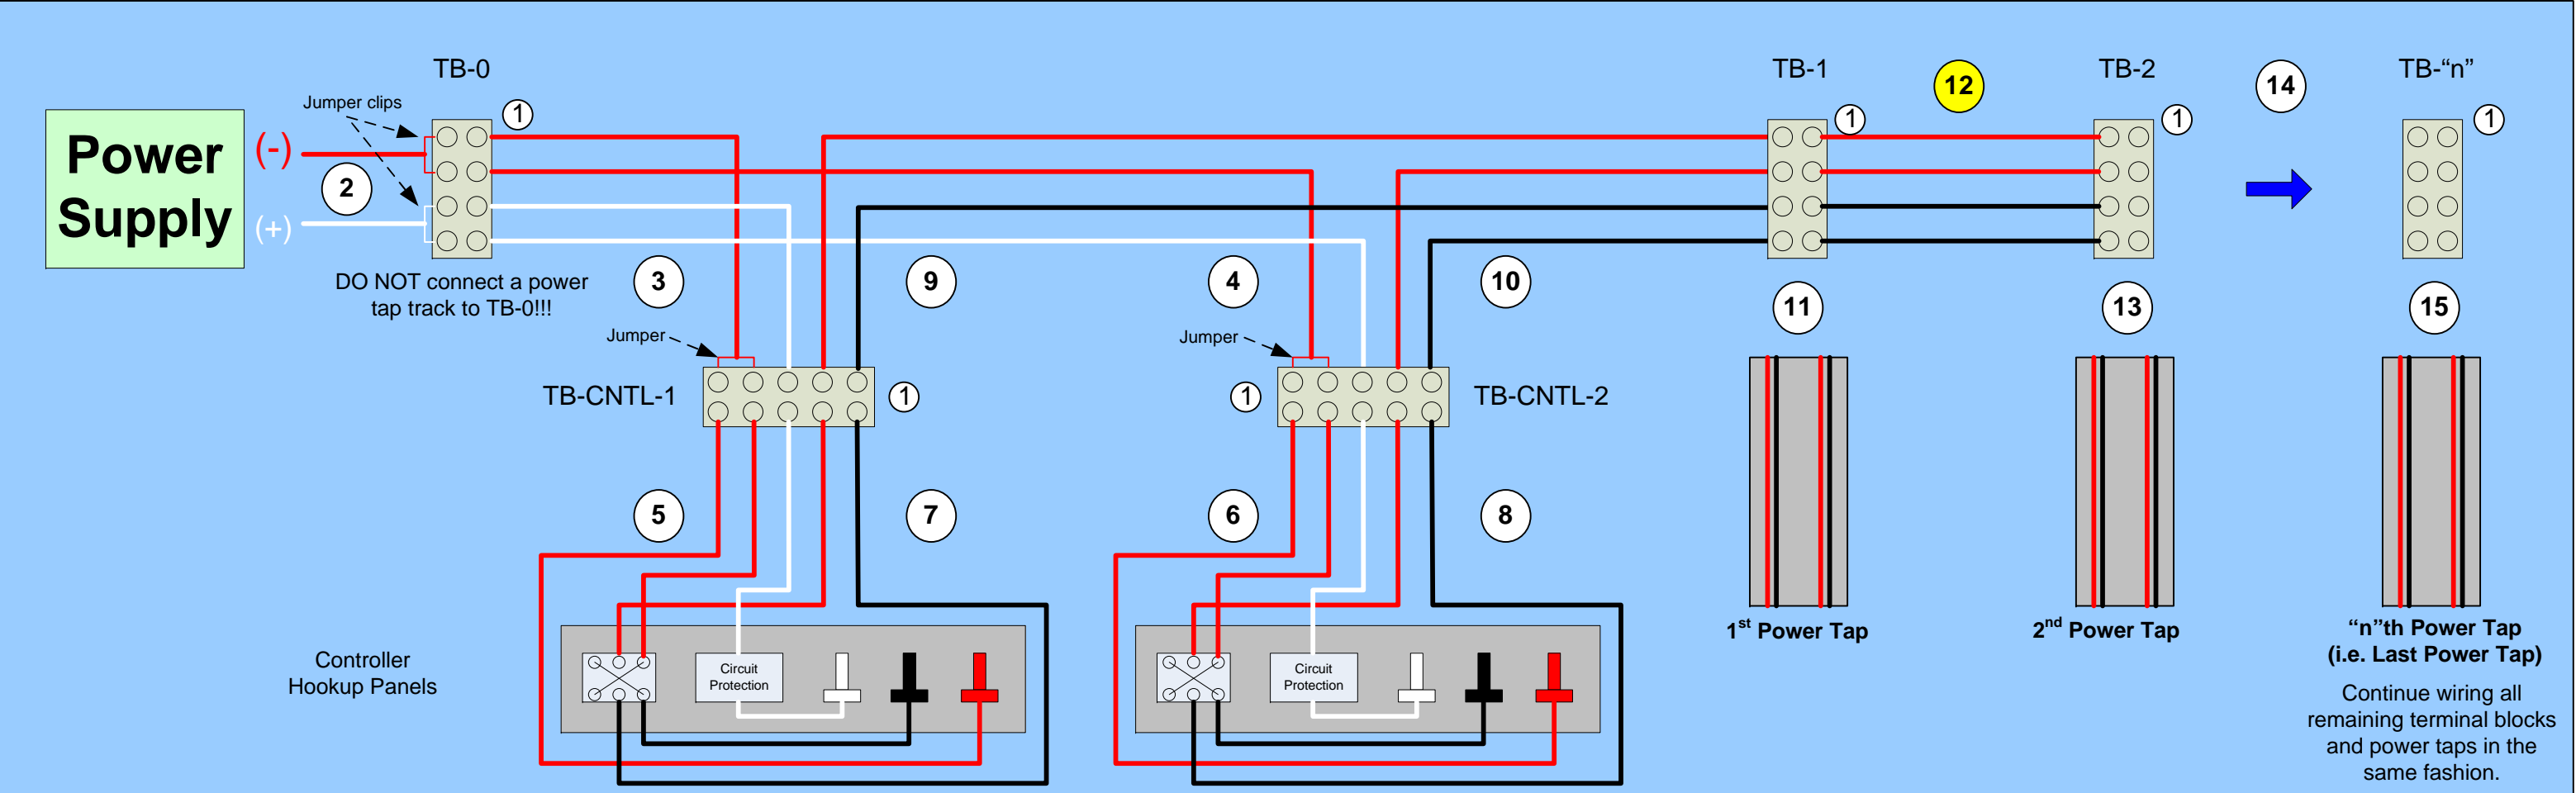 TB-0
TB-1
12
TB-2
14
TB-“n”
Jumper clips
1
1
1
1
Power
Supply
(-)
(+)
2
DO NOT connect a power
tap track to TB-0!!!
3
9
4
10
11
13
15
Jumper
Jumper
TB-CNTL-1
1
1
TB-CNTL-2
5
7
6
8
1st Power Tap
2nd Power Tap
“n”th Power Tap
(i.e. Last Power Tap)
Controller
Hookup Panels
Circuit
Protection
Circuit
Protection
Continue wiring all
remaining terminal blocks
and power taps in the
same fashion.